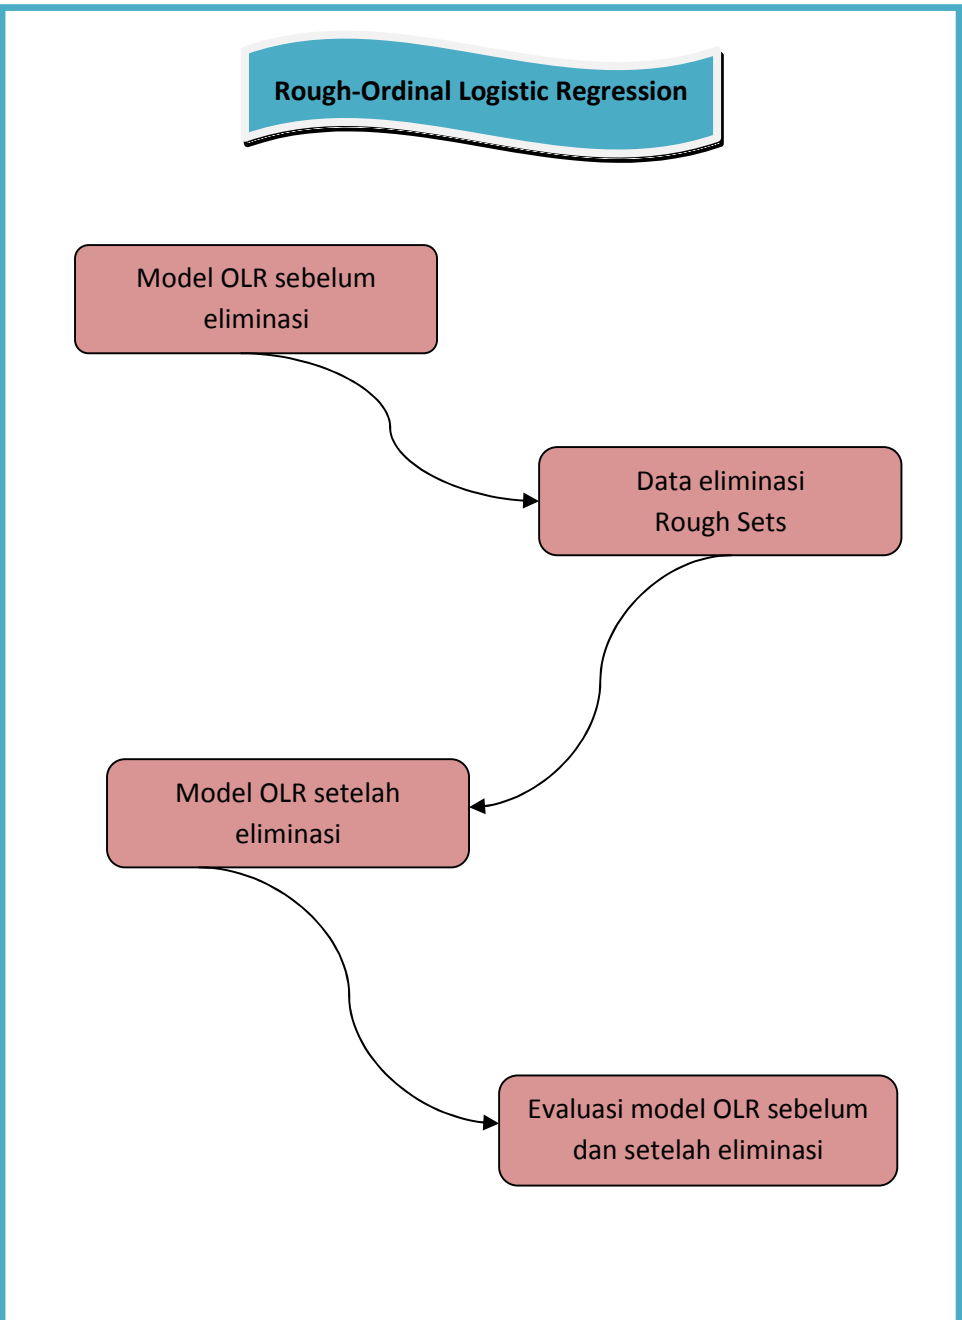 Rough-Ordinal Logistic Regression
Model OLR sebelum
eliminasi
Data eliminasi
Rough Sets
Model OLR setelah
eliminasi
Evaluasi model OLR sebelum
dan setelah eliminasi